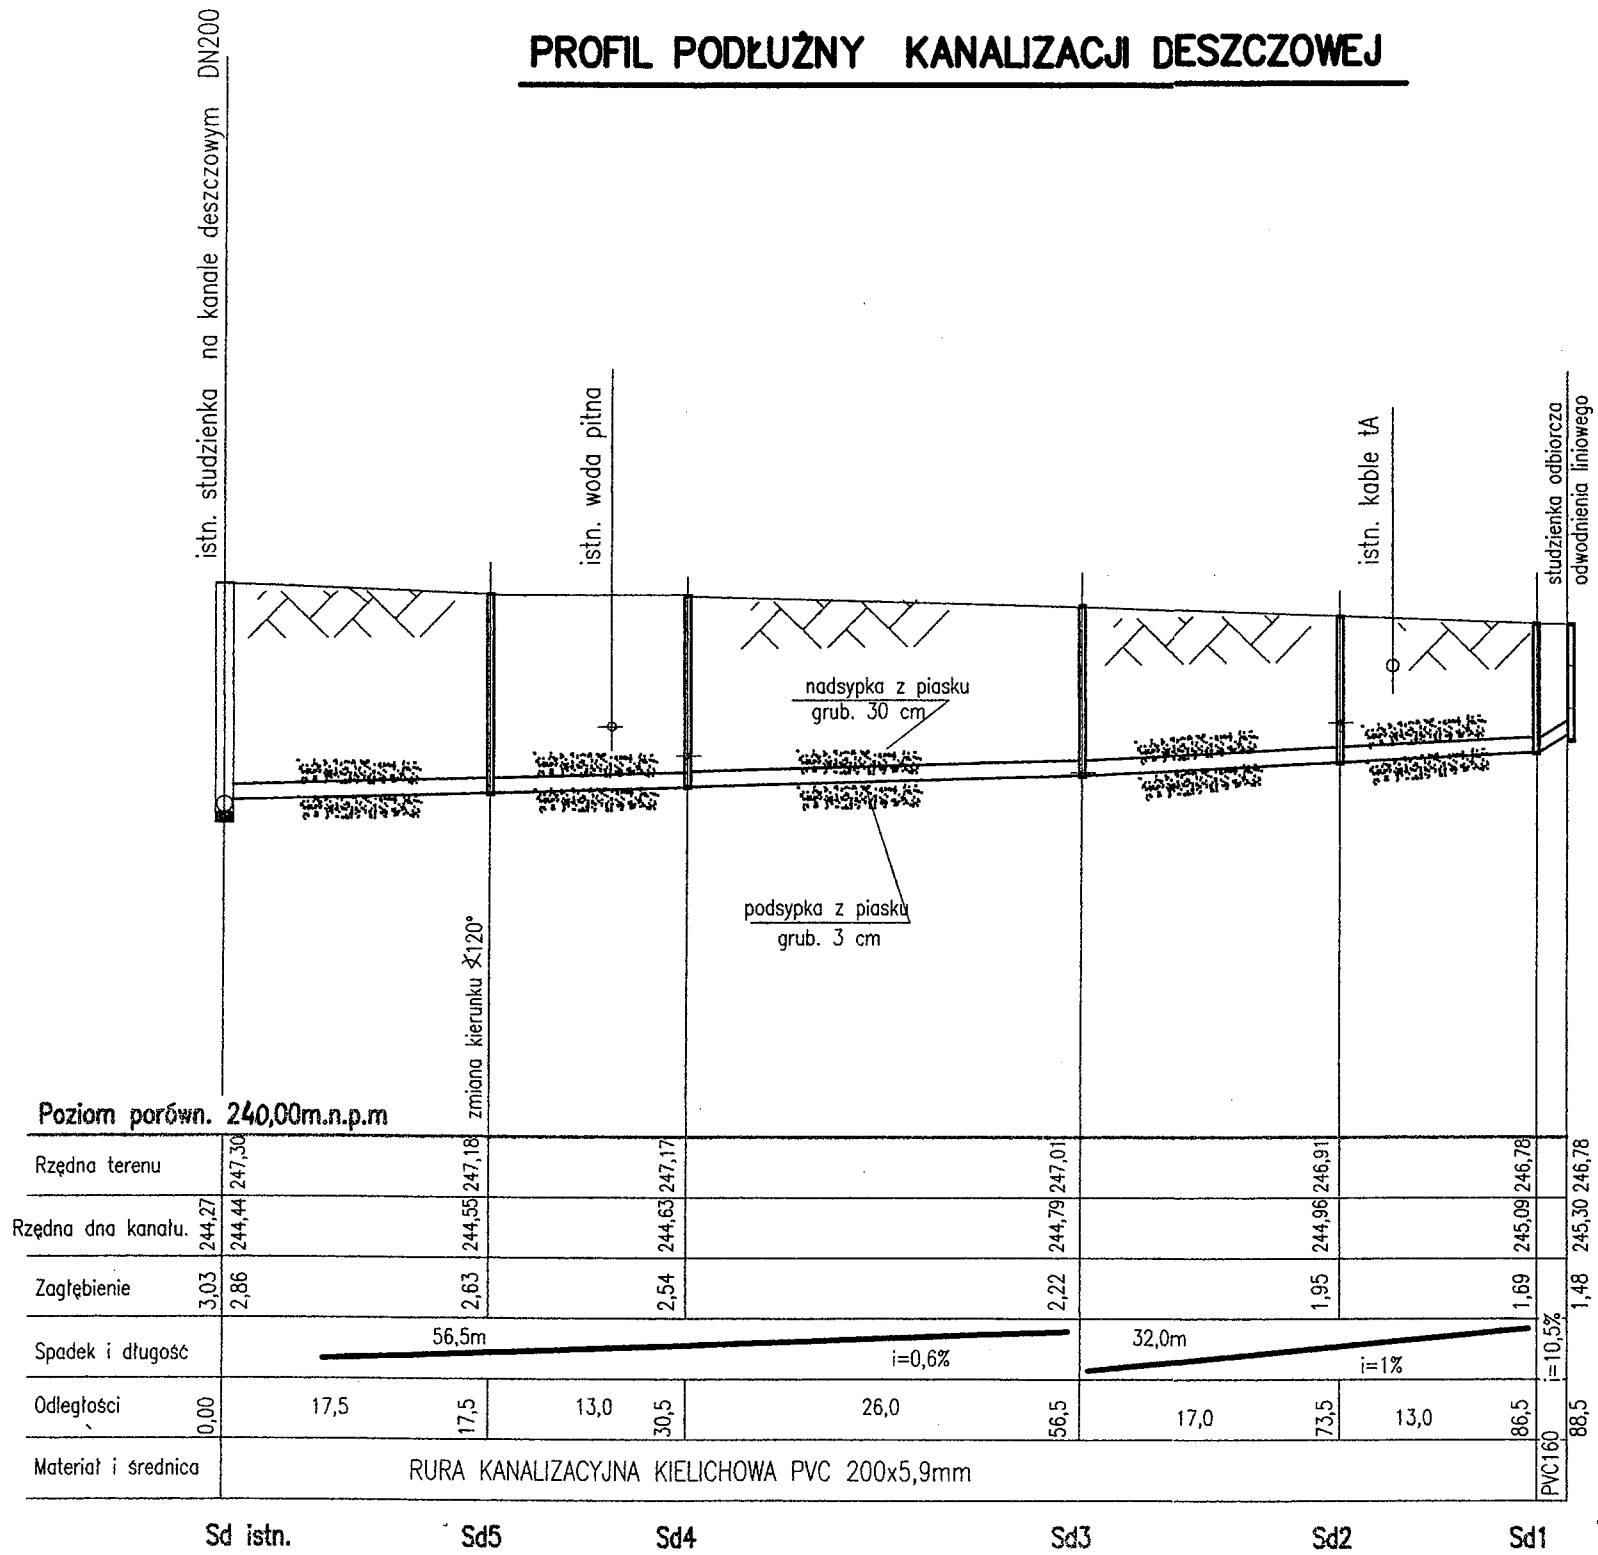 PROFIL PODŁUŻNY KANALIZACJI DESZCZOWEJ
istn. studzienka na kanale deszczowym DN200
istn. woda pitna
istn. kable tA
studzienka odbiorcza
odwodnienia liniowego
nadsypka z piasku
grub. 30 cm
podsypka z piasku
grub. 3 cm
zmiana kierunku ∡120°
Poziom porówn. 240,00m.n.p.m
Rzędna terenu 247,30 247,18 247,17 247,01 246,91 246,78 246,78
Rzędna dna kanału. 244,27 244,44 244,55 244,63 244,79 244,96 245,09 245,30
Zagłębienie 3,03 2,86 2,63 2,54 2,22 1,95 1,69 1,48
Spadek i długość 56,5m i=0,6% 32,0m i=1% i=10,5%
Odległości 0,00 17,5 17,5 13,0 30,5 26,0 56,5 17,0 73,5 13,0 86,5 88,5
Materiał i średnica RURA KANALIZACYJNA KIELICHOWA PVC 200x5,9mm PVC160
Sd istn. Sd5 Sd4 Sd3 Sd2 Sd1